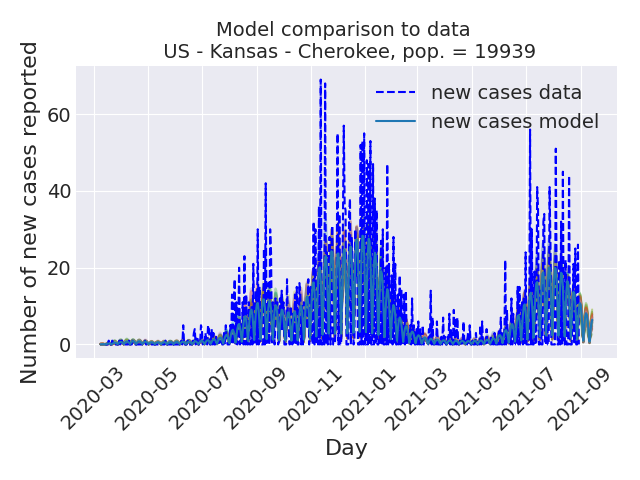 Model comparison to data
US - Kansas - Cherokee, pop. = 19939
Number of new cases reported
60
40
20
0
new cases data
new cases model
2020-03
2020-05
2020-07
2020-09
2020-11
2021-01
2021-03
2021-05
2021-07
2021-09
Day